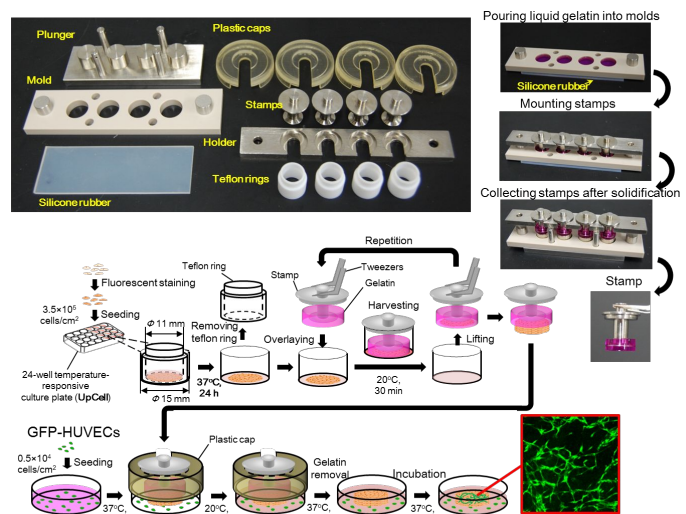 Plunger
Plastic caps
Mold
Stamps
Holder
Teflon rings
Silicone rubber
Pouring liquid gelatin into molds
Silicone rubber
Mounting stamps
Collecting stamps after solidification
Stamp
Repetition
Teflon ring
Stamp
Tweezers
Gelatin
Fluorescent staining
3.5×10⁵
cells/cm²
Seeding
Φ 11 mm
Removing
teflon ring
Overlaying
Harvesting
Lifting
24-well temperature-
responsive
culture plate (UpCell)
Φ 15 mm
37°C,
24 h
20°C,
30 min
GFP-HUVECs
0.5×10⁴
cells/cm²
Seeding
Plastic cap
Gelatin
removal
Incubation
37°C,
20°C,
37°C,
37°C,